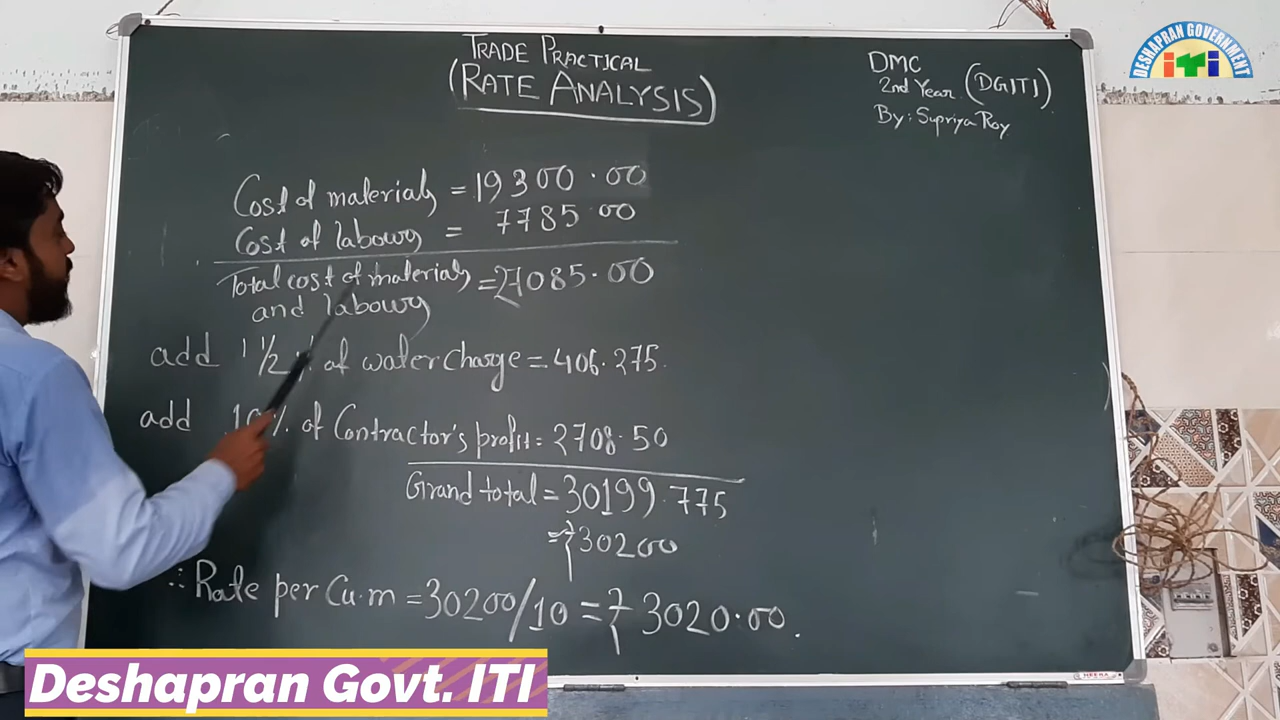 TRADE PRACTICAL
(RATE ANALYSIS)
DMC
2nd Year (DGITI)
By: Supriya Roy
DESHAPRAN GOVERNMENT
iTi
Cost of materials = 19300.00
Cost of labour = 7785.00
Total cost of materials = 27085.00
and labour
add 1 1/2 % of water charge = 406.275
add 10% of Contractor's profit = 2708.50
Grand total = 30199.775
= ₹ 30200
∴ Rate per Cu.m = 30200/10 = ₹ 3020.00.
Deshapran Govt. ITI